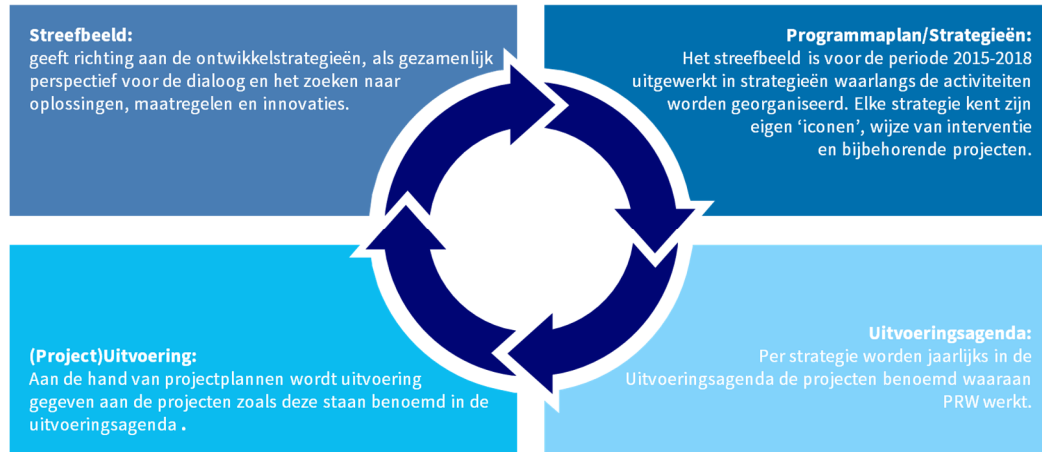 Streefbeeld:
geeft richting aan de ontwikkelstrategieën, als gezamenlijk
perspectief voor de dialoog en het zoeken naar
oplossingen, maatregelen en innovaties.
Programmaplan/Strategieën:
Het streefbeeld is voor de periode 2015-2018
uitgewerkt in strategieën waarlangs de activiteiten
worden georganiseerd. Elke strategie kent zijn
eigen ‘iconen’, wijze van interventie
en bijbehorende projecten.
(Project)Uitvoering:
Aan de hand van projectplannen wordt uitvoering
gegeven aan de projecten zoals deze staan benoemd in de
uitvoeringsagenda .
Uitvoeringsagenda:
Per strategie worden jaarlijks in de
Uitvoeringsagenda de projecten benoemd waaraan
PRW werkt.